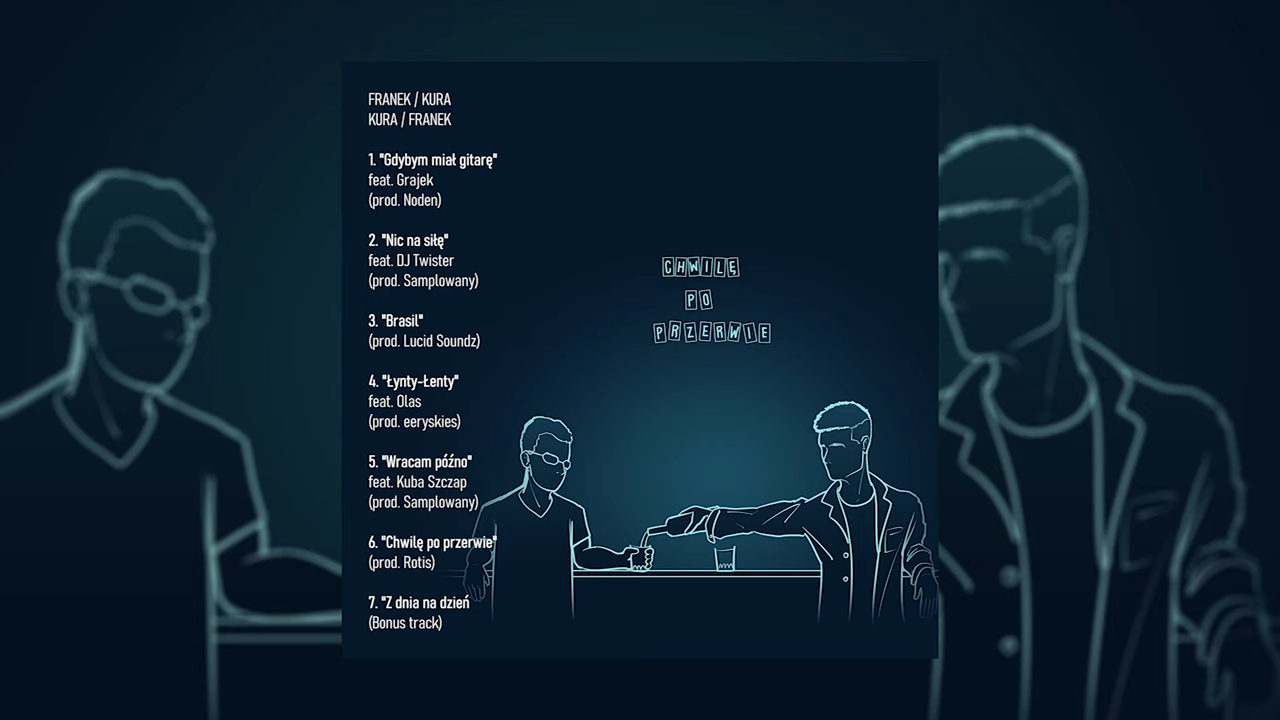 FRANEK / KURA
KURA / FRANEK
1. "Gdybym miał gitarę"
feat. Grajek
(prod. Noden)
2. "Nic na siłę"
feat. DJ Twister
(prod. Samplowany)
3. "Brasil"
(prod. Lucid Soundz)
4. "Łynty-Łenty"
feat. Olas
(prod. eeryskies)
5. "Wracam późno"
feat. Kuba Szczap
(prod. Samplowany)
6. "Chwilę po przerwie"
(prod. Rotis)
7. "Z dnia na dzień
(Bonus track)
CHWILĘ
PO
PRZERWIE